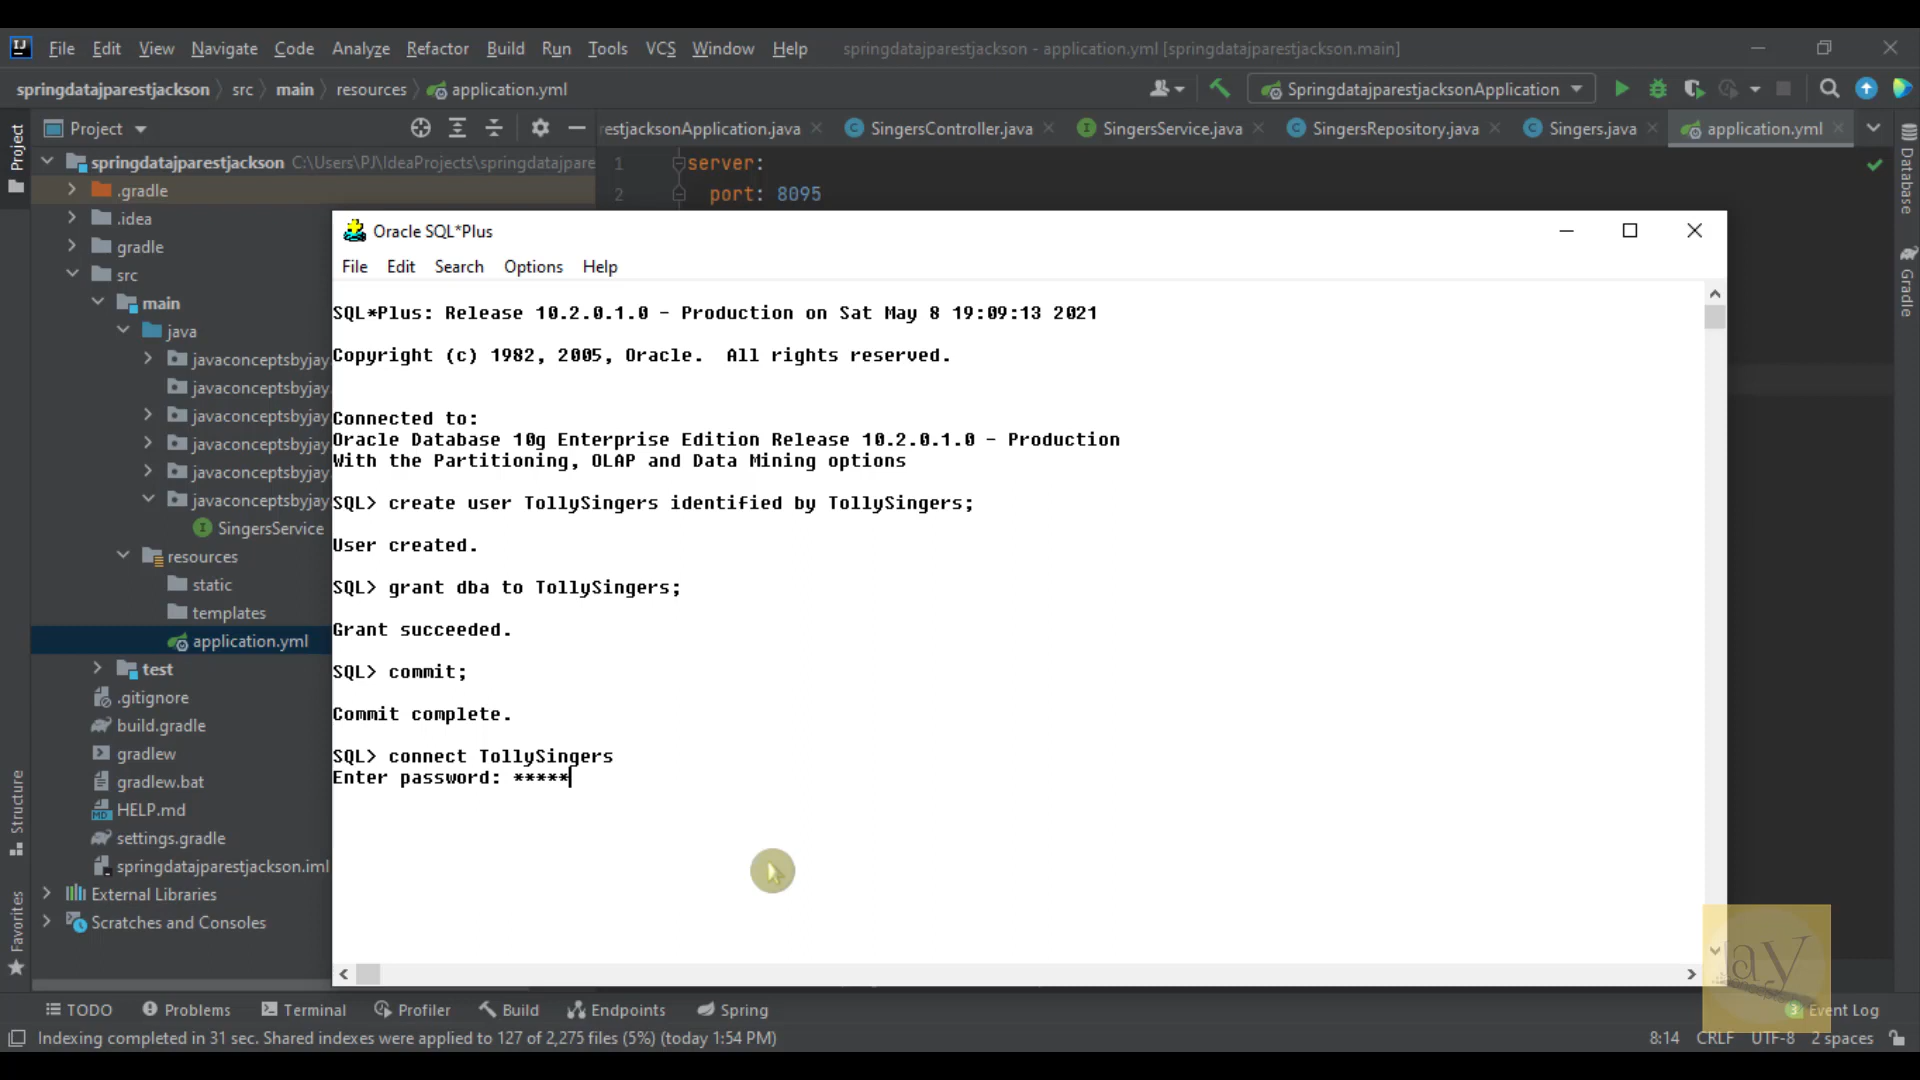 File Edit View Navigate Code Analyze Refactor Build Run Tools VCS Window Help springdatajparestjackson - application.yml [springdatajparestjackson.main]
springdatajparestjackson src main resources application.yml SpringdatajparestjacksonApplication
Project restjacksonApplication.java SingersController.java SingersService.java SingersRepository.java Singers.java application.yml
springdatajparestjackson C:\Users\PJ\IdeaProjects\springdatajpare
.gradle
.idea
gradle
src
main
java
javaconceptsbyjay
javaconceptsbyjay
javaconceptsbyjay
javaconceptsbyjay
javaconceptsbyjay
javaconceptsbyjay
SingersService
resources
static
templates
application.yml
test
.gitignore
build.gradle
gradlew
gradlew.bat
HELP.md
settings.gradle
springdatajparestjackson.iml
External Libraries
Scratches and Consoles
Project
Structure
Favorites
1 server:
2 port: 8095
Database
Gradle
Oracle SQL*Plus
File Edit Search Options Help
SQL*Plus: Release 10.2.0.1.0 - Production on Sat May 8 19:09:13 2021
Copyright (c) 1982, 2005, Oracle. All rights reserved.
Connected to:
Oracle Database 10g Enterprise Edition Release 10.2.0.1.0 - Production
With the Partitioning, OLAP and Data Mining options
SQL> create user TollySingers identified by TollySingers;
User created.
SQL> grant dba to TollySingers;
Grant succeeded.
SQL> commit;
Commit complete.
SQL> connect TollySingers
Enter password: *****
TODO Problems Terminal Profiler Build Endpoints Spring 3 Event Log
Indexing completed in 31 sec. Shared indexes were applied to 127 of 2,275 files (5%) (today 1:54 PM) 8:14 CRLF UTF-8 2 spaces